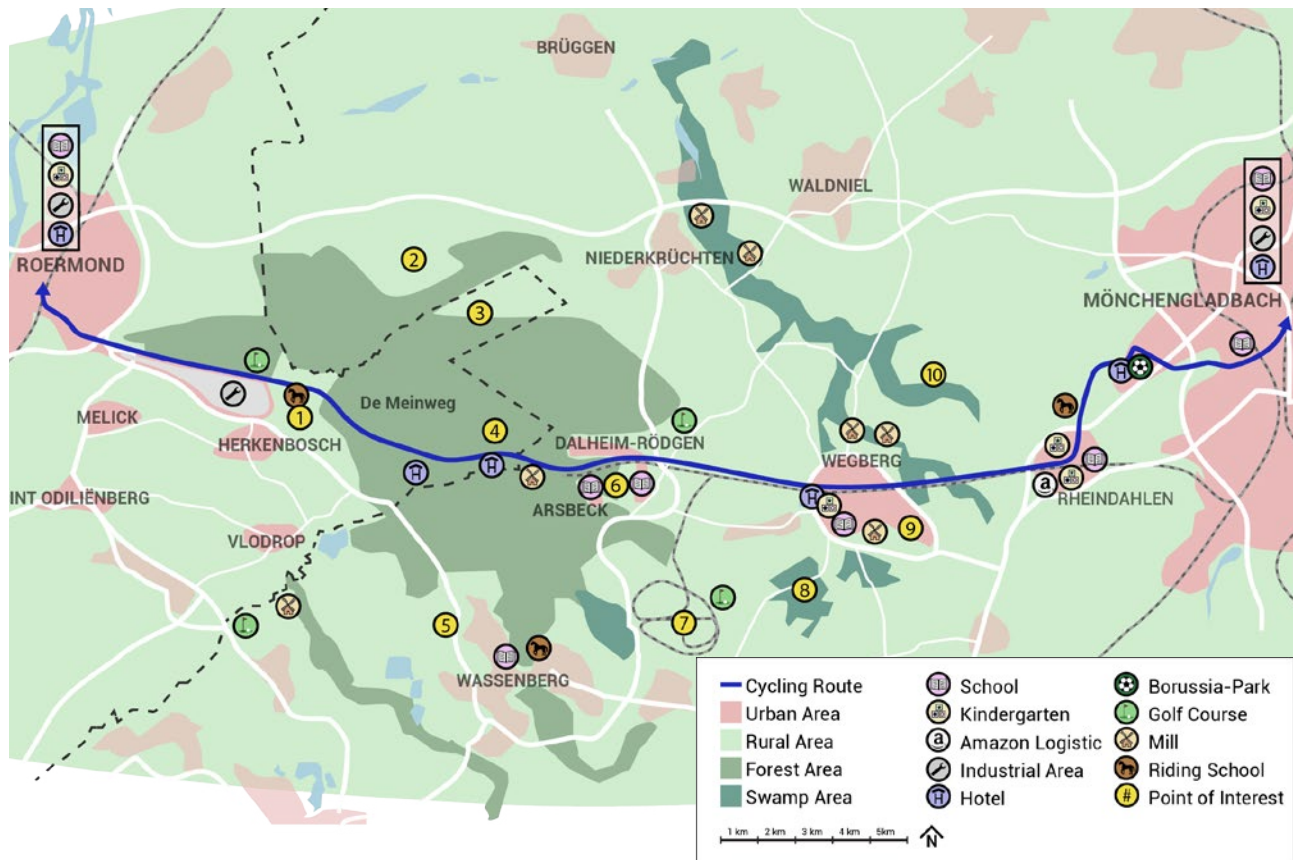 BRÜGGEN
WALDNIEL
NIEDERKRÜCHTEN
ROERMOND
2
MÖNCHENGLADBACH
3
10
De Meinweg
1
MELICK
HERKENBOSCH
4
DALHEIM-RÖDGEN
WEGBERG
INT ODILIËNBERG
6
ARSBECK
a
RHEINDAHLEN
VLODROP
9
8
5
7
WASSENBERG
Cycling Route
Urban Area
Rural Area
Forest Area
Swamp Area
School
Kindergarten
a Amazon Logistic
Industrial Area
H Hotel
Borussia-Park
Golf Course
Mill
Riding School
# Point of Interest
1 km 2 km 3 km 4 km 5km
N